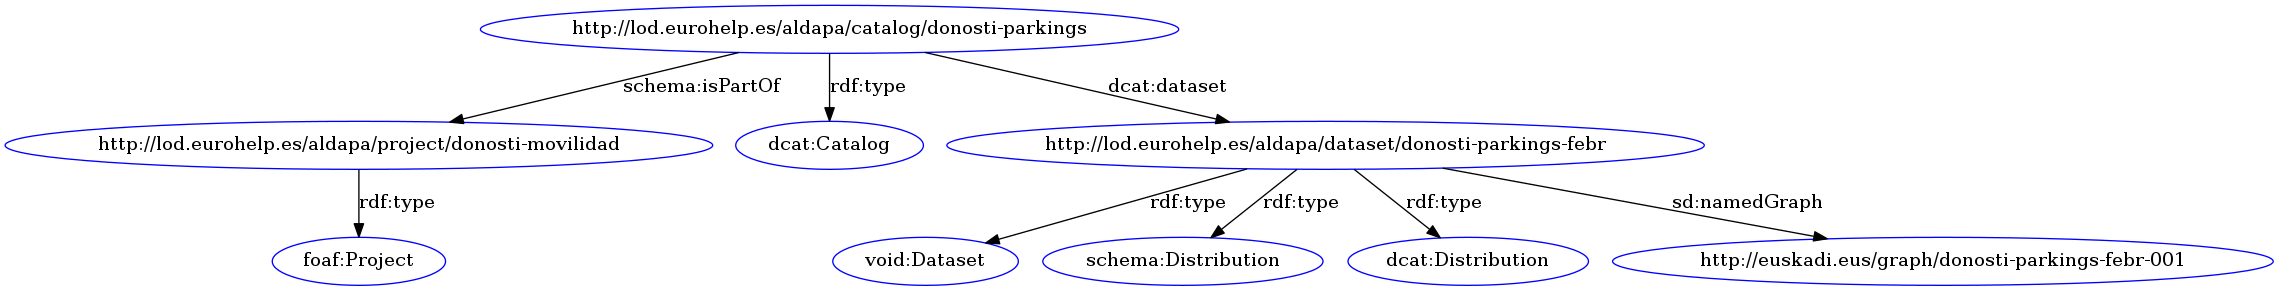 http://lod.eurohelp.es/aldapa/catalog/donosti-parkings
schema:isPartOf
rdf:type
dcat:dataset
http://lod.eurohelp.es/aldapa/project/donosti-movilidad
dcat:Catalog
http://lod.eurohelp.es/aldapa/dataset/donosti-parkings-febr
rdf:type
rdf:type
rdf:type
rdf:type
sd:namedGraph
foaf:Project
void:Dataset
schema:Distribution
dcat:Distribution
http://euskadi.eus/graph/donosti-parkings-febr-001